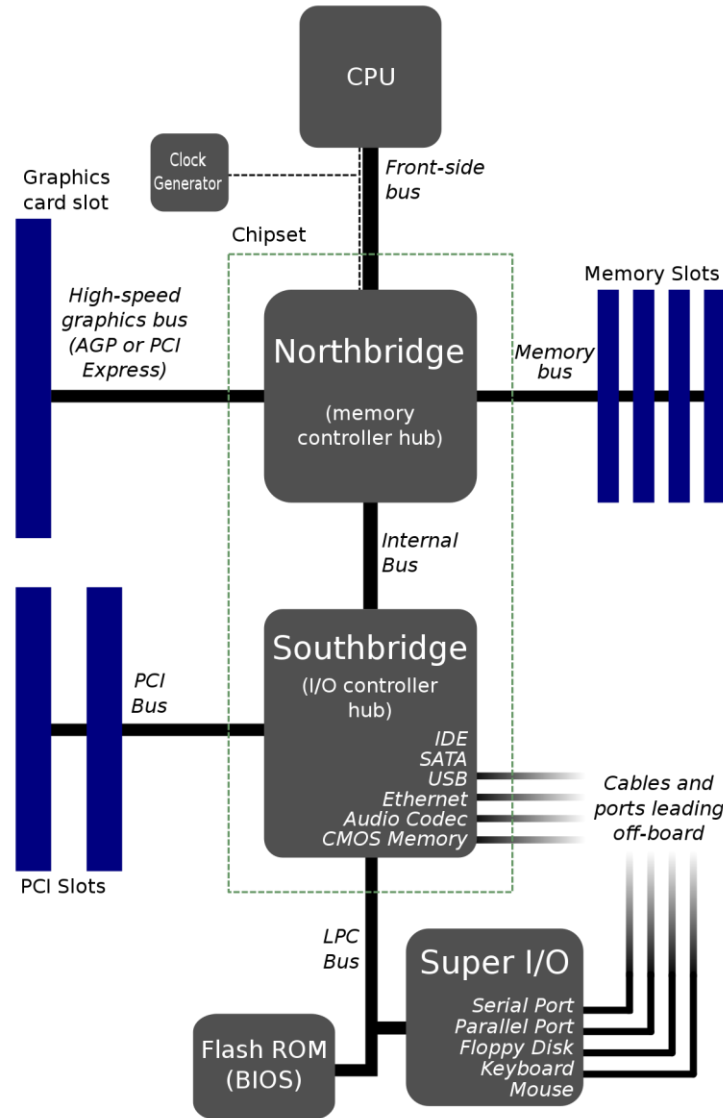 CPU
Clock
Generator
Front-side
bus
Graphics
card slot
Chipset
High-speed
graphics bus
(AGP or PCI
Express)
Northbridge
(memory
controller hub)
Memory
bus
Memory Slots
Internal
Bus
Southbridge
(I/O controller
hub)
IDE
SATA
USB
Ethernet
Audio Codec
CMOS Memory
PCI
Bus
PCI Slots
Cables and
ports leading
off-board
LPC
Bus
Super I/O
Serial Port
Parallel Port
Floppy Disk
Keyboard
Mouse
Flash ROM
(BIOS)